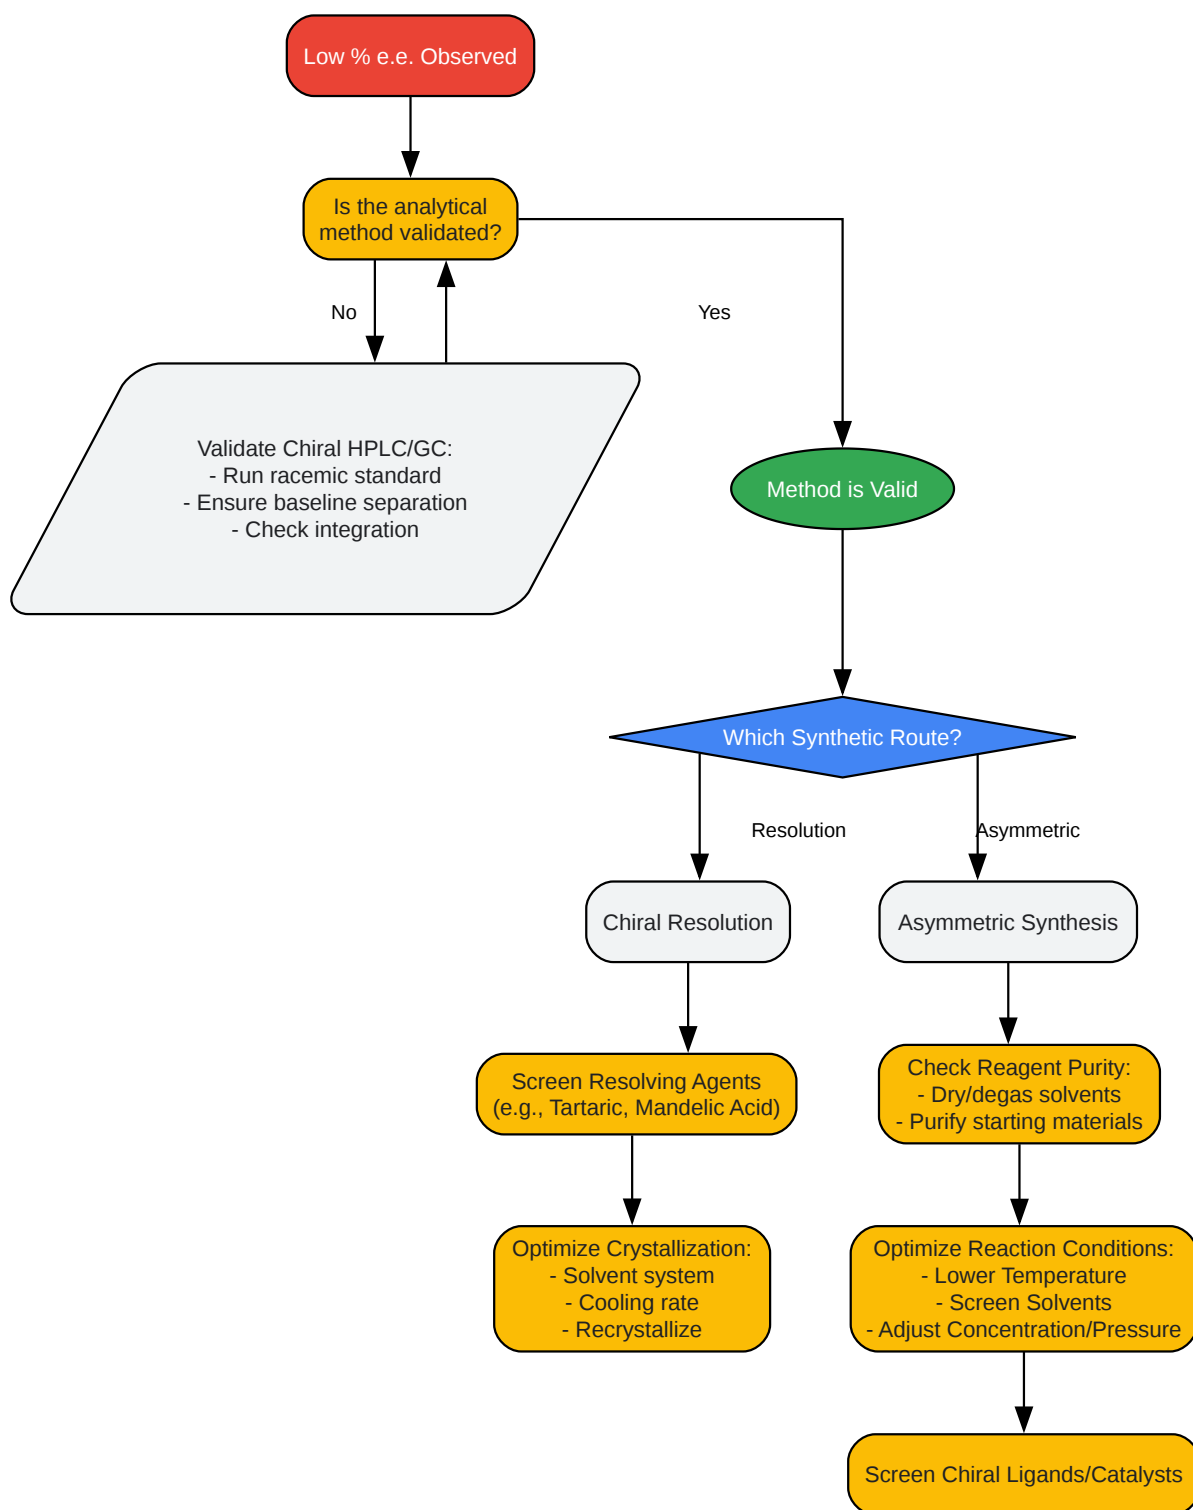 Low % e.e. Observed
Is the analytical
method validated?
No
Yes
Validate Chiral HPLC/GC:
- Run racemic standard
- Ensure baseline separation
- Check integration
Method is Valid
Which Synthetic Route?
Resolution
Asymmetric
Chiral Resolution
Asymmetric Synthesis
Screen Resolving Agents
(e.g., Tartaric, Mandelic Acid)
Check Reagent Purity:
- Dry/degas solvents
- Purify starting materials
Optimize Crystallization:
- Solvent system
- Cooling rate
- Recrystallize
Optimize Reaction Conditions:
- Lower Temperature
- Screen Solvents
- Adjust Concentration/Pressure
Screen Chiral Ligands/Catalysts